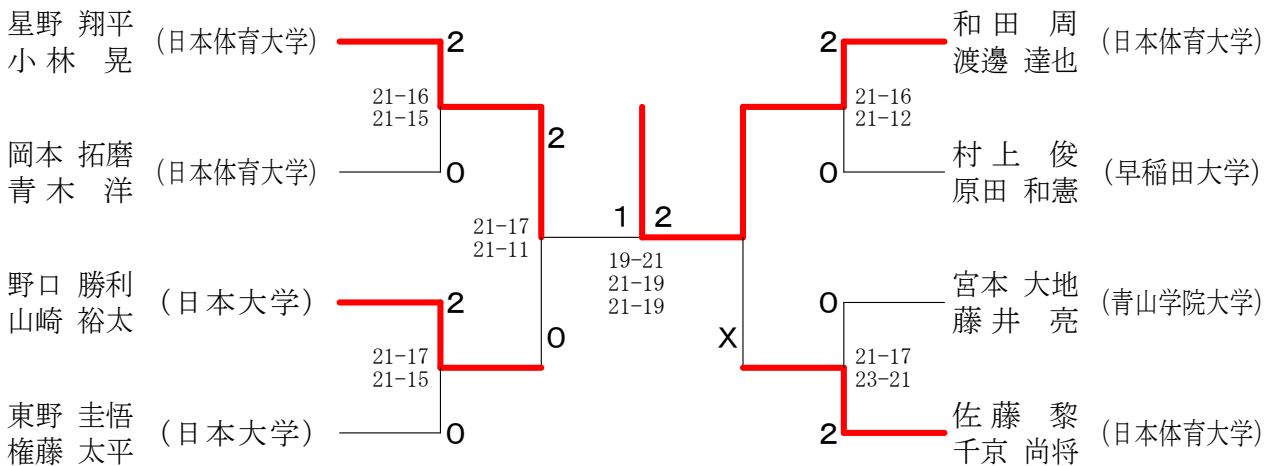 星野 翔平
小林 晃
(日本体育大学)
2
21-16
21-15
岡本 拓磨
青木 洋
(日本体育大学)
0
2
21-17
21-11
野口 勝利
山崎 裕太
(日本大学)
2
21-17
21-15
0
東野 圭悟
権藤 太平
(日本大学)
0
1
2
19-21
21-19
21-19
2
和田 周
渡邊 達也
(日本体育大学)
21-16
21-12
0
村上 俊
原田 和憲
(早稲田大学)
0
宮本 大地
藤井 亮
(青山学院大学)
X
21-17
23-21
2
佐藤 黎
千京 尚将
(日本体育大学)